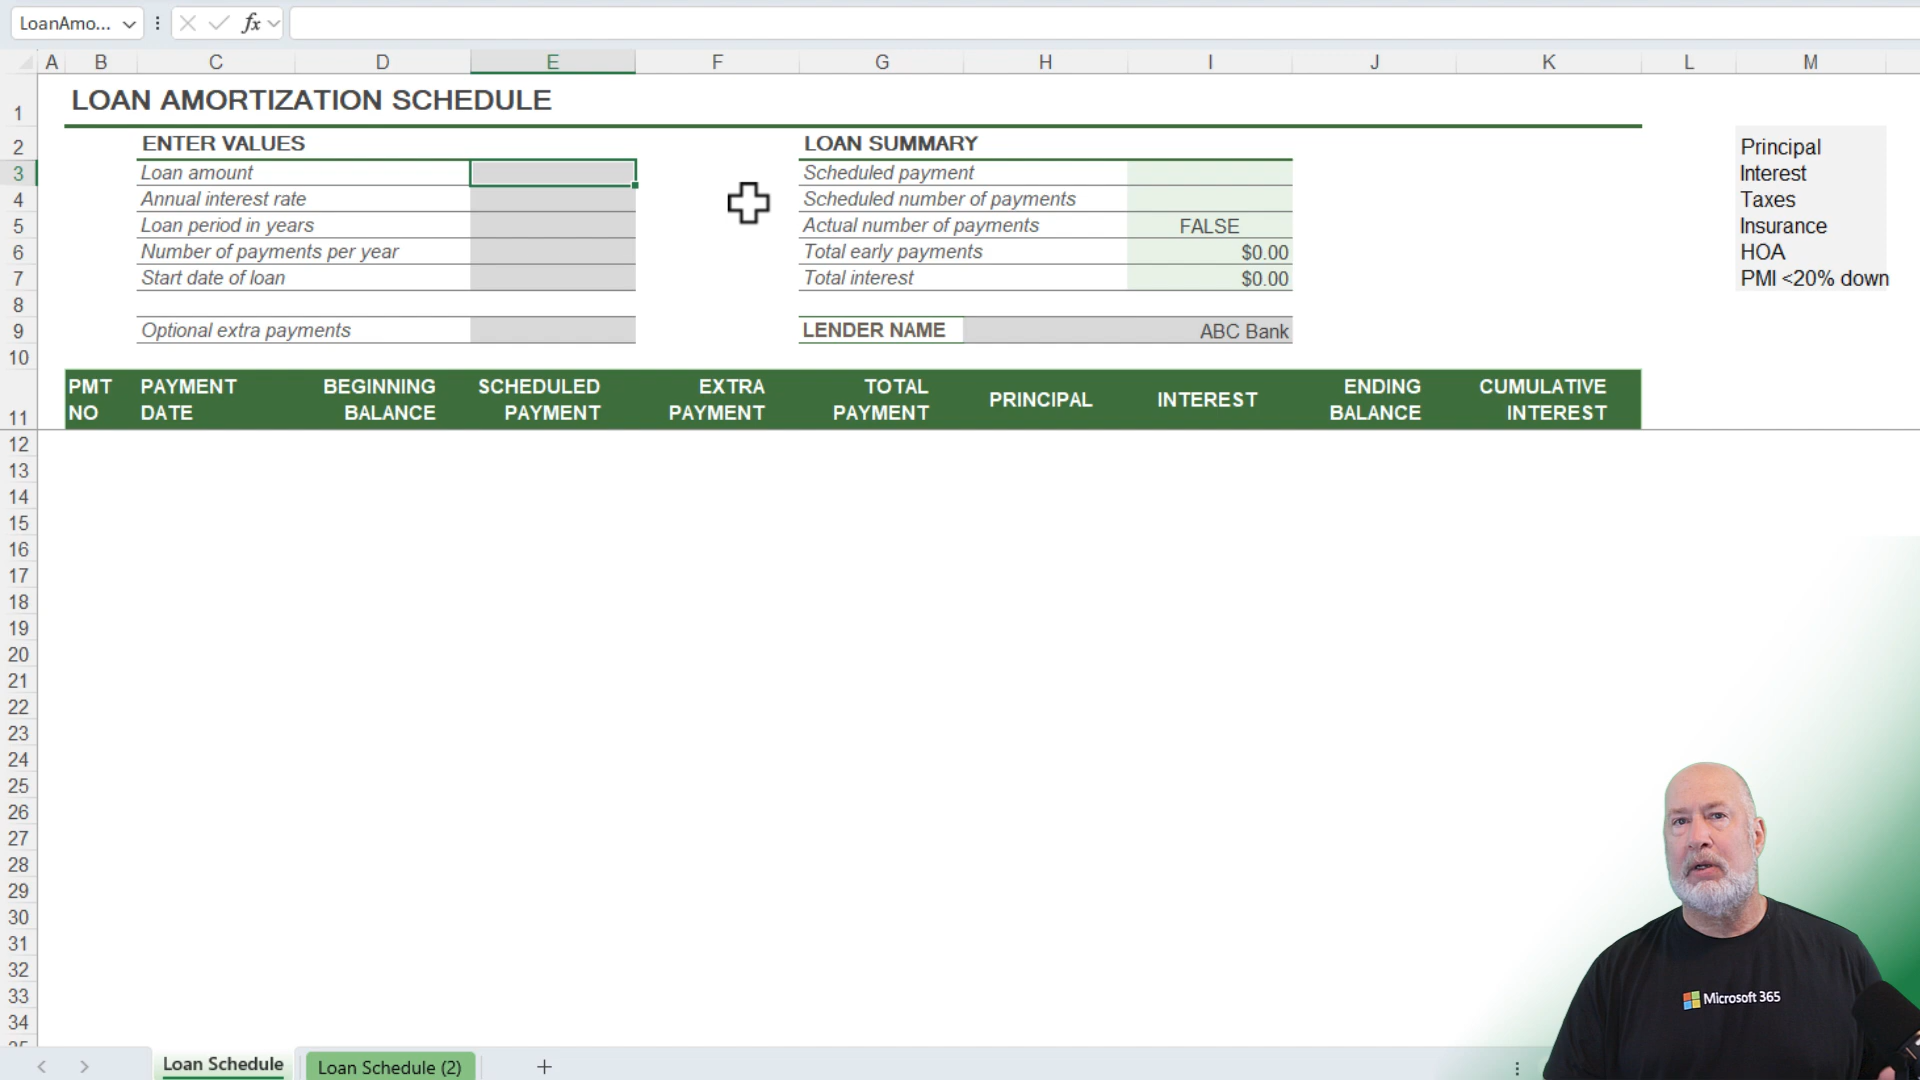 LoanAmo...
fx
A B C D E F G H I J K L M
1 LOAN AMORTIZATION SCHEDULE
2 ENTER VALUES LOAN SUMMARY Principal
3 Loan amount Scheduled payment Interest
4 Annual interest rate Scheduled number of payments Taxes
5 Loan period in years Actual number of payments FALSE Insurance
6 Number of payments per year Total early payments $0.00 HOA
7 Start date of loan Total interest $0.00 PMI <20% down
8
9 Optional extra payments LENDER NAME ABC Bank
10
PMT PAYMENT BEGINNING SCHEDULED EXTRA TOTAL PRINCIPAL INTEREST ENDING CUMULATIVE
11 NO DATE BALANCE PAYMENT PAYMENT PAYMENT BALANCE INTEREST
12
13
14
15
16
17
18
19
20
21
22
23
24
25
26
27
28
29
30
31
32
33
34
Microsoft 365
Loan Schedule Loan Schedule (2) +